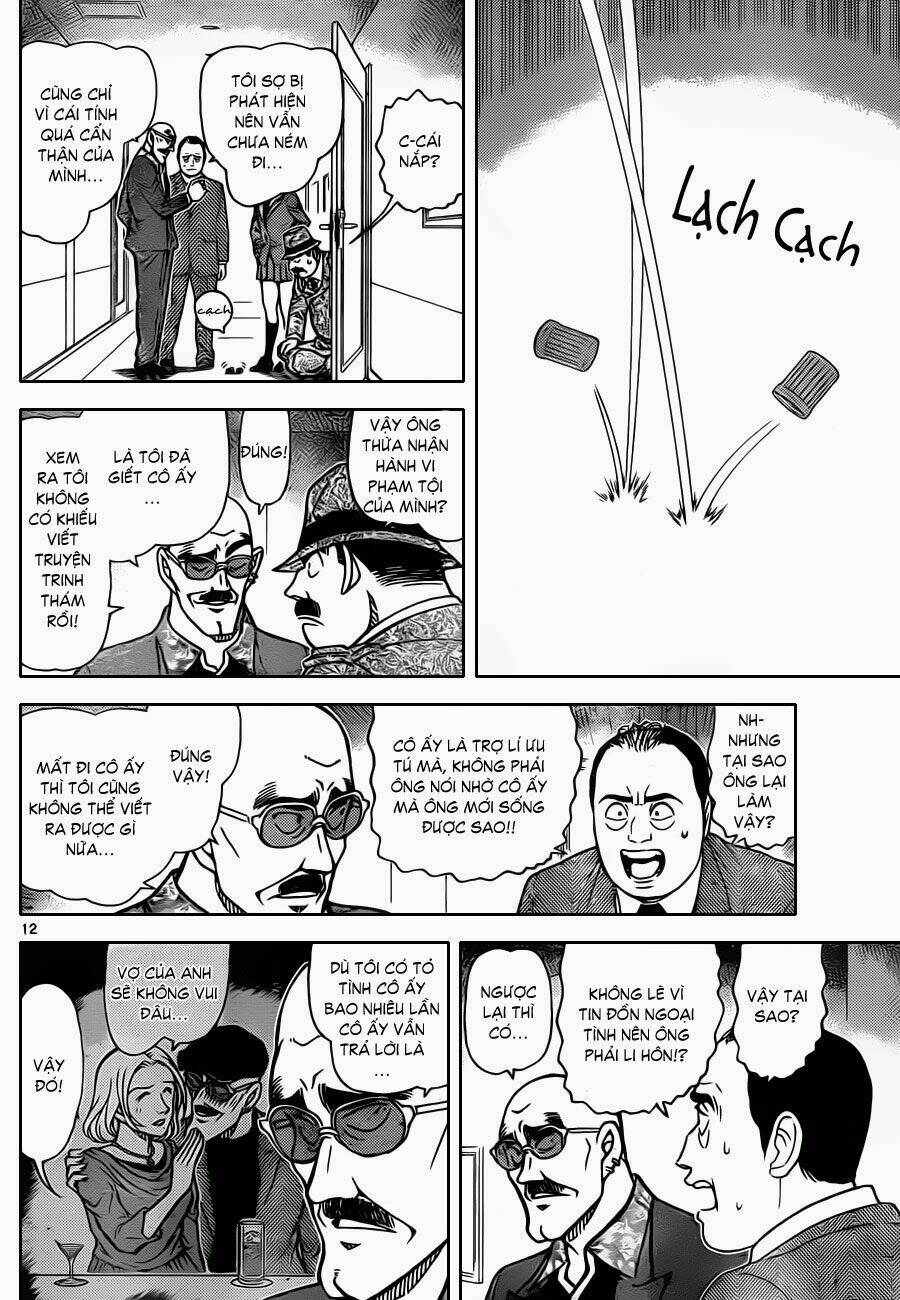 LẠCH CẠCH
C-CÁI
NẮP?
TÔI SỢ BỊ
PHÁT HIỆN
NÊN VẪN
CHƯA NÉM
ĐI...
CŨNG CHỈ
VÌ CÁI TÍNH
QUÁ CẨN
THẬN CỦA
MÌNH...
CẠCH
VẬY ÔNG
THỪA NHẬN
HÀNH VI
PHẠM TỘI
CỦA MÌNH?
ĐÚNG!
LÀ TÔI ĐÃ
GIẾT CÔ ẤY
...
XEM
RA TÔI
KHÔNG
CÓ KHIẾU
VIẾT
TRUYỆN
TRINH
THÁM
RỒI!
NH-
NHƯNG
TẠI SAO
ÔNG LẠI
LÀM
VẬY?
CÔ ẤY LÀ TRỢ LÍ ƯU
TÚ MÀ, KHÔNG PHẢI
ÔNG NÓI NHỜ CÔ ẤY
MÀ ÔNG MỚI SỐNG
ĐƯỢC SAO!!
ĐÚNG
VẬY!
MẤT ĐI CÔ ẤY
THÌ TÔI CŨNG
KHÔNG THỂ VIẾT
RA ĐƯỢC GÌ
NỮA...
12
VẬY TẠI
SAO?
KHÔNG LẼ VÌ
TIN ĐỒN NGOẠI
TÌNH NÊN ÔNG
PHẢI LI HÔN!?
NGƯỢC
LẠI THÌ
CÓ...
DÙ TÔI CÓ TỎ
TÌNH CÔ ẤY
BAO NHIÊU LẦN
CÔ ẤY VẪN
TRẢ LỜI LÀ
...
VỢ CỦA ANH
SẼ KHÔNG VUI
ĐÂU...
VẬY
ĐÓ!